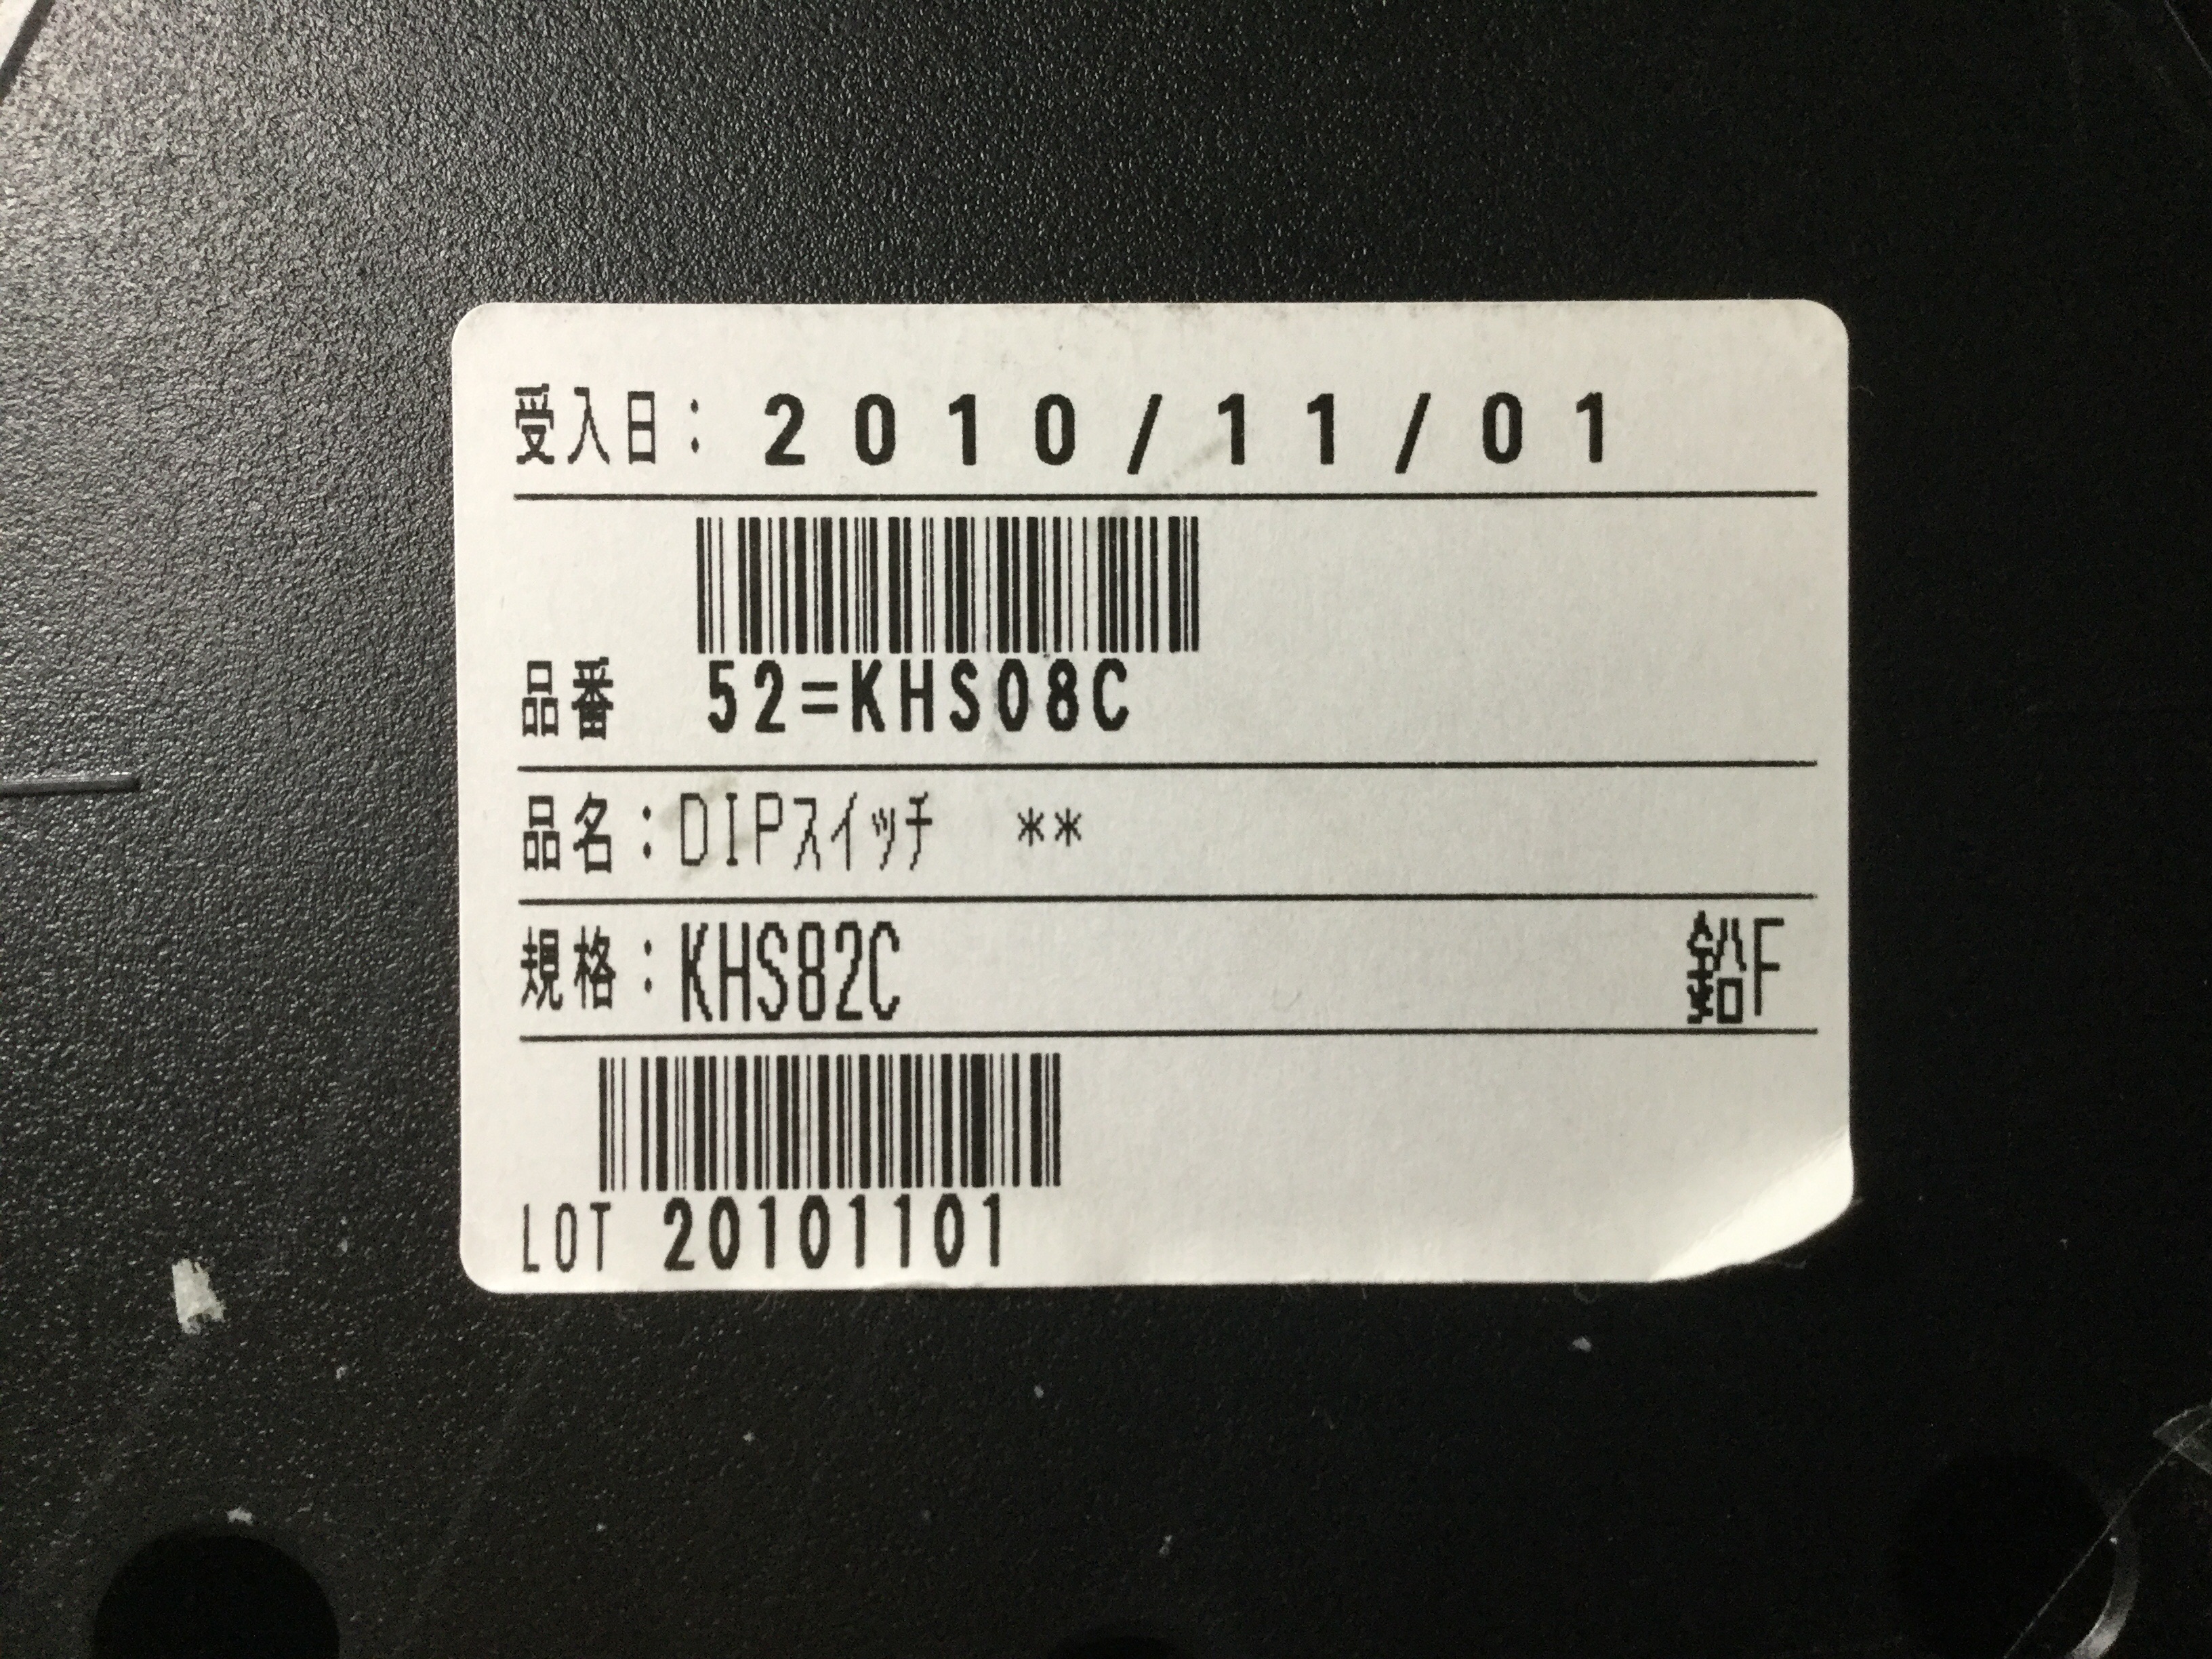 受入日：2010/11/01
品番 52=KHS08C
品名：DIPｽｲｯﾁ **
規格：KHS82C 鉛F
LOT 20101101